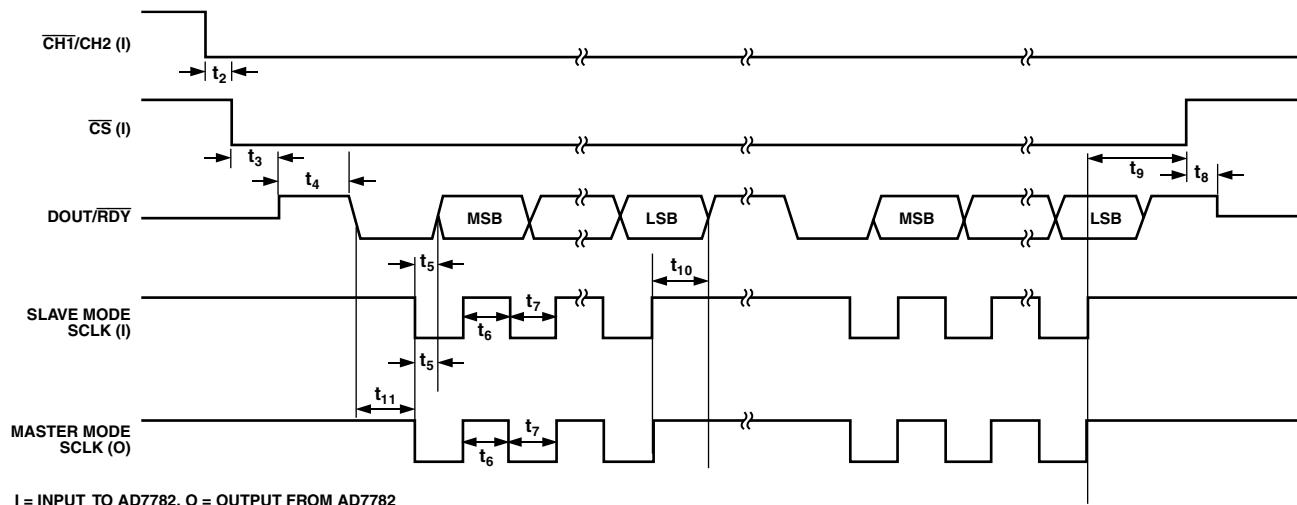 CH1/CH2 (I)
t2
CS (I)
t3
t4
t9
t8
DOUT/RDY
MSB
LSB
MSB
LSB
t5
t10
t7
SLAVE MODE
SCLK (I)
t6
t5
t11
t7
MASTER MODE
SCLK (O)
t6
I = INPUT TO AD7782, O = OUTPUT FROM AD7782